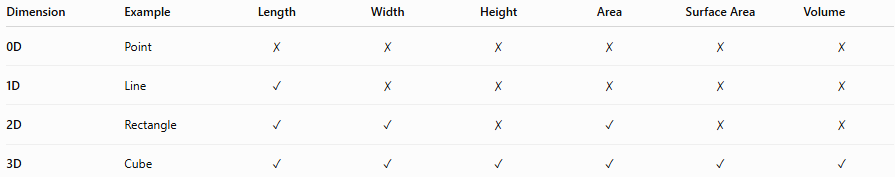 Dimension Example Length Width Height Area Surface Area Volume
0D Point ✗ ✗ ✗ ✗ ✗ ✗
1D Line ✓ ✗ ✗ ✗ ✗ ✗
2D Rectangle ✓ ✓ ✗ ✓ ✗ ✗
3D Cube ✓ ✓ ✓ ✓ ✓ ✓